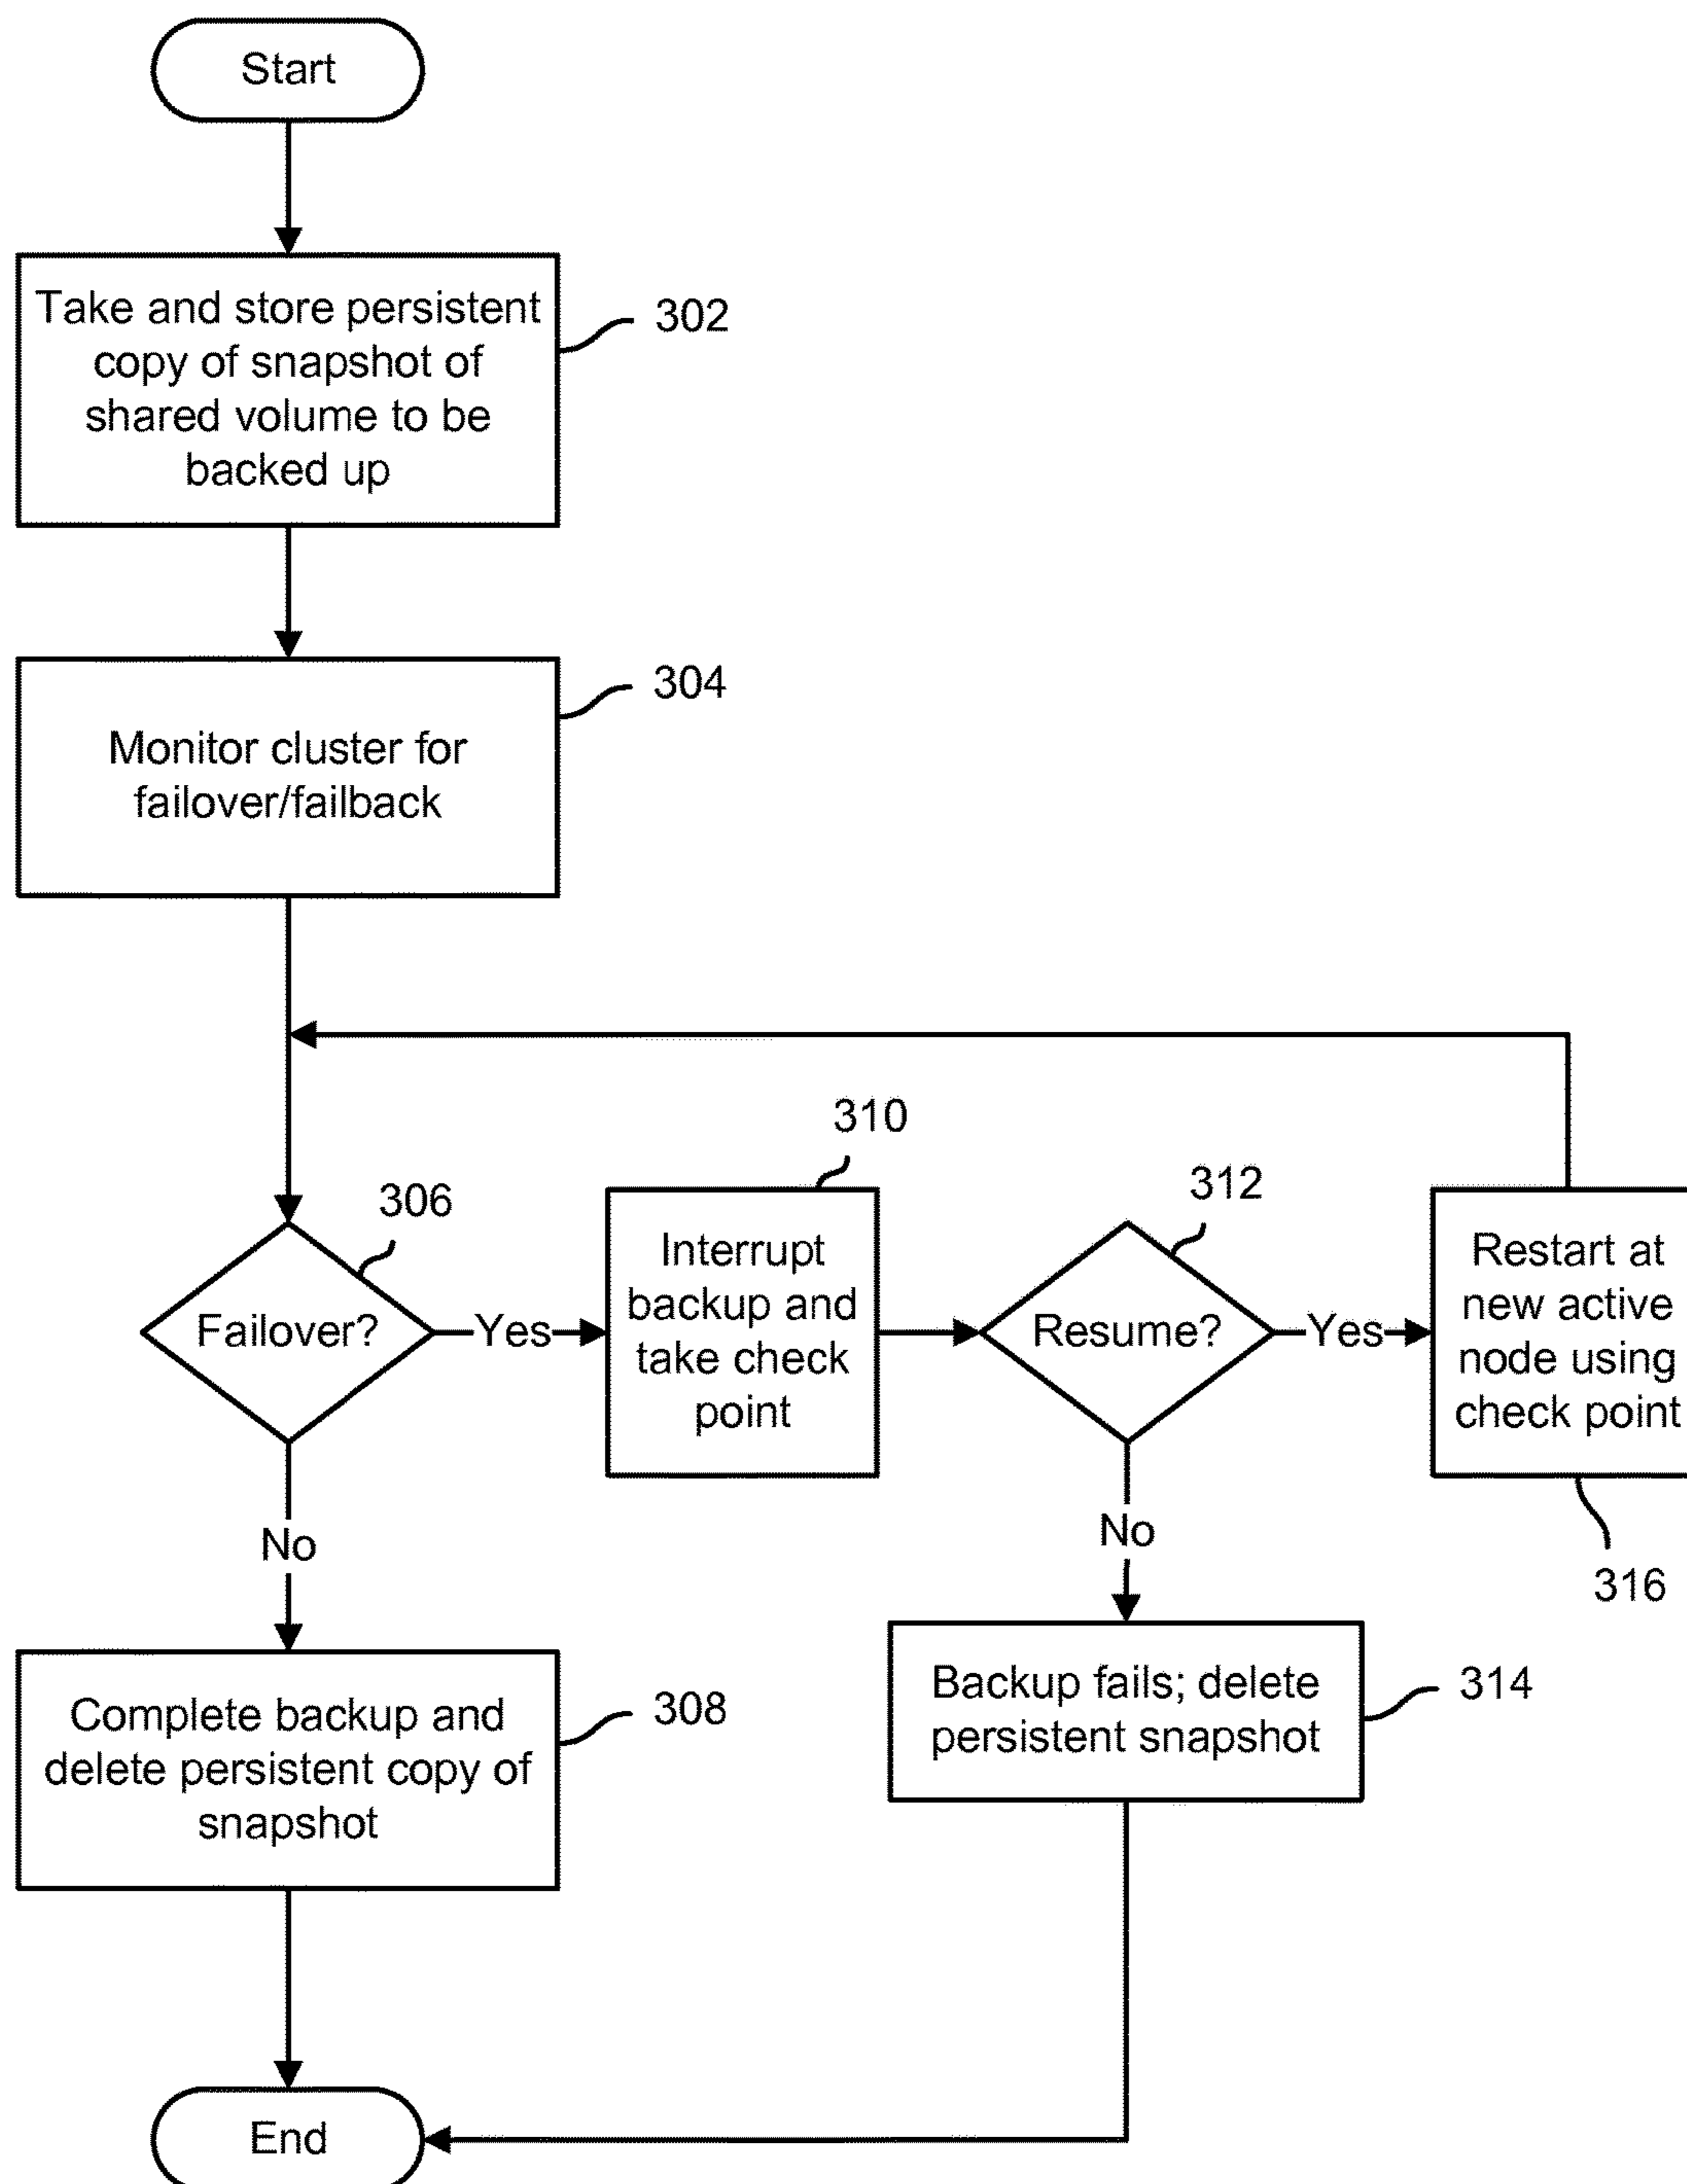 Start
Take and store persistent
copy of snapshot of
shared volume to be
backed up
302
Monitor cluster for
failover/failback
304
306
Failover?
Yes
No
310
Interrupt
backup and
take check
point
312
Resume?
Yes
No
Restart at
new active
node using
check point
316
Complete backup and
delete persistent copy of
snapshot
308
Backup fails; delete
persistent snapshot
314
End